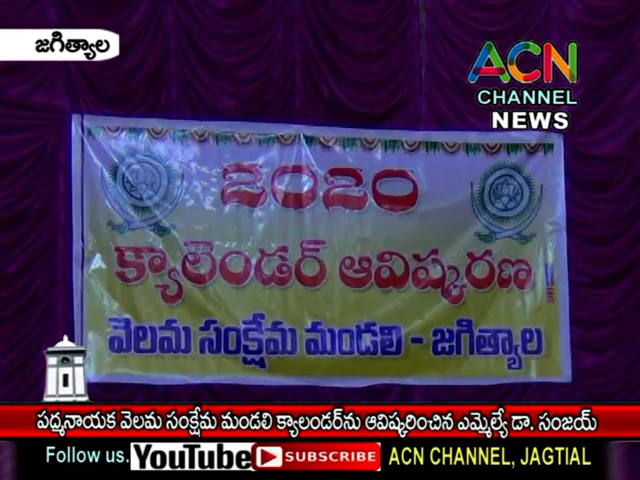 జగిత్యాల
ACN
CHANNEL
NEWS
2020
క్యాలెండర్ ఆవిష్కరణ
వెలమ సంక్షేమ మండలి - జగిత్యాల
పద్మనాయక వెలమ సంక్షేమ మండలి క్యాలండర్‌ను ఆవిష్కరించిన ఎమ్మెల్యే డా. సంజయ్
Follow us. YouTube SUBSCRIBE ACN CHANNEL, JAGTIAL